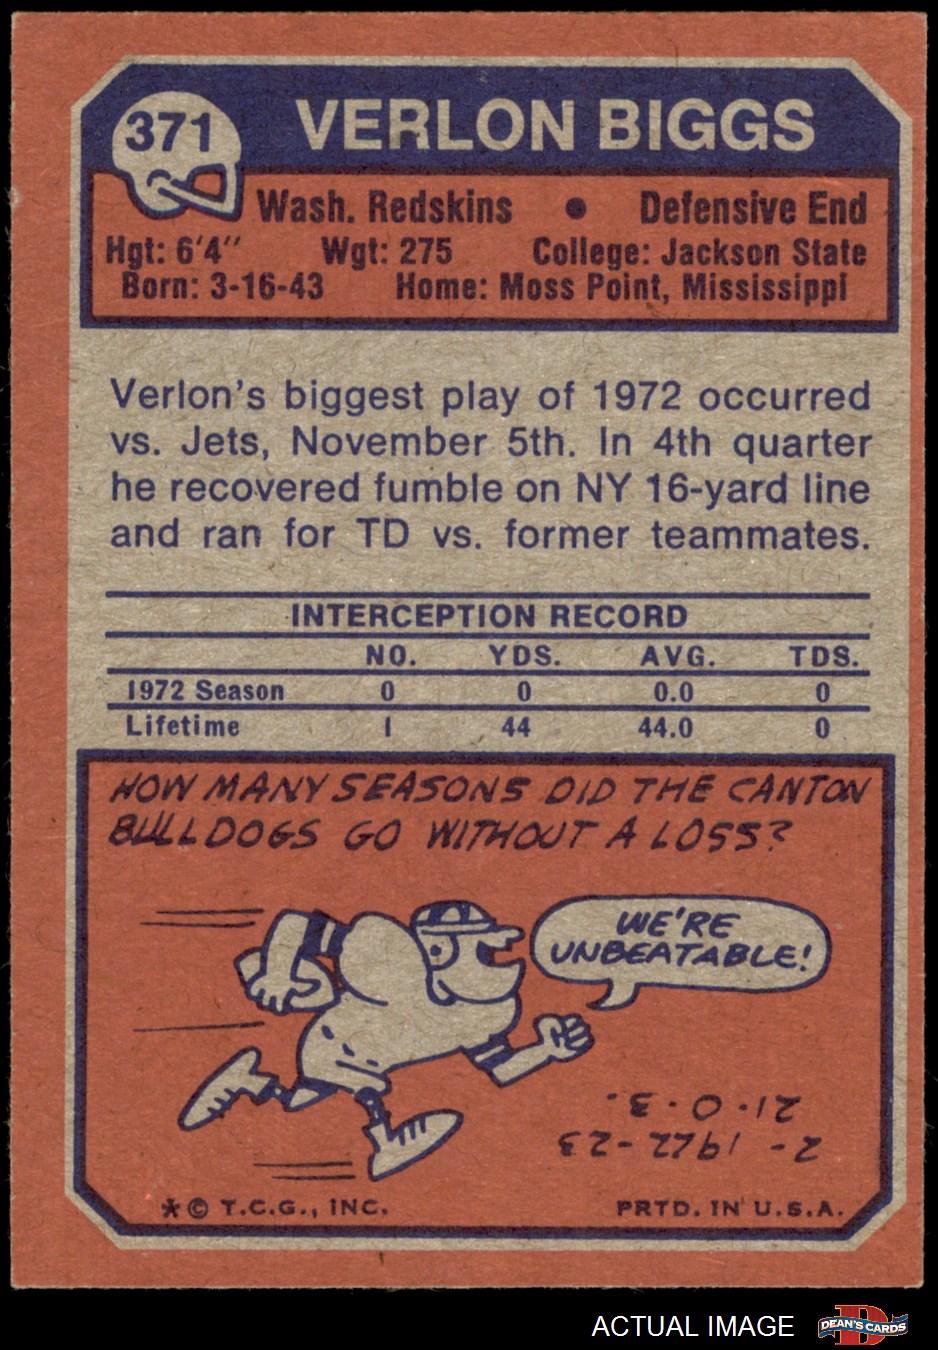 371
VERLON BIGGS
Wash. Redskins • Defensive End
Hgt: 6'4" Wgt: 275 College: Jackson State
Born: 3-16-43 Home: Moss Point, Mississippi
Verlon's biggest play of 1972 occurred
vs. Jets, November 5th. In 4th quarter
he recovered fumble on NY 16-yard line
and ran for TD vs. former teammates.
INTERCEPTION RECORD
NO. YDS. AVG. TDS.
1972 Season 0 0 0.0 0
Lifetime 1 44 44.0 0
HOW MANY SEASONS DID THE CANTON
BULLDOGS GO WITHOUT A LOSS?
WE'RE
UNBEATABLE!
2- 1922-23
21-0-3.
* © T.C.G., INC. PRTD. IN U.S.A.
ACTUAL IMAGE
D
DEAN'S CARDS